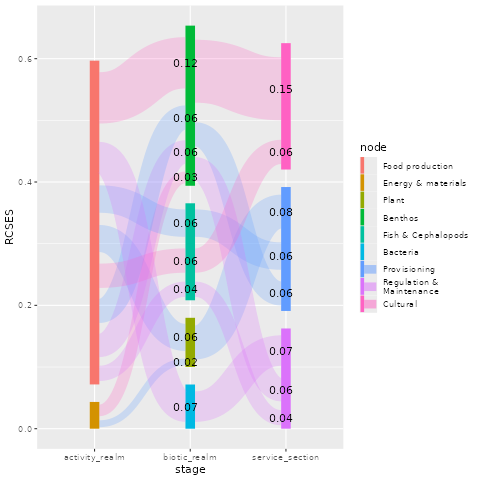 0.6
0.4
0.2
0.0
RCSES
0.12
0.06
0.06
0.03
0.06
0.06
0.04
0.06
0.02
0.07
0.15
0.06
0.08
0.06
0.06
0.07
0.06
0.04
activity_realm
biotic_realm
service_section
stage
node
Food production
Energy & materials
Plant
Benthos
Fish & Cephalopods
Bacteria
Provisioning
Regulation &
Maintenance
Cultural